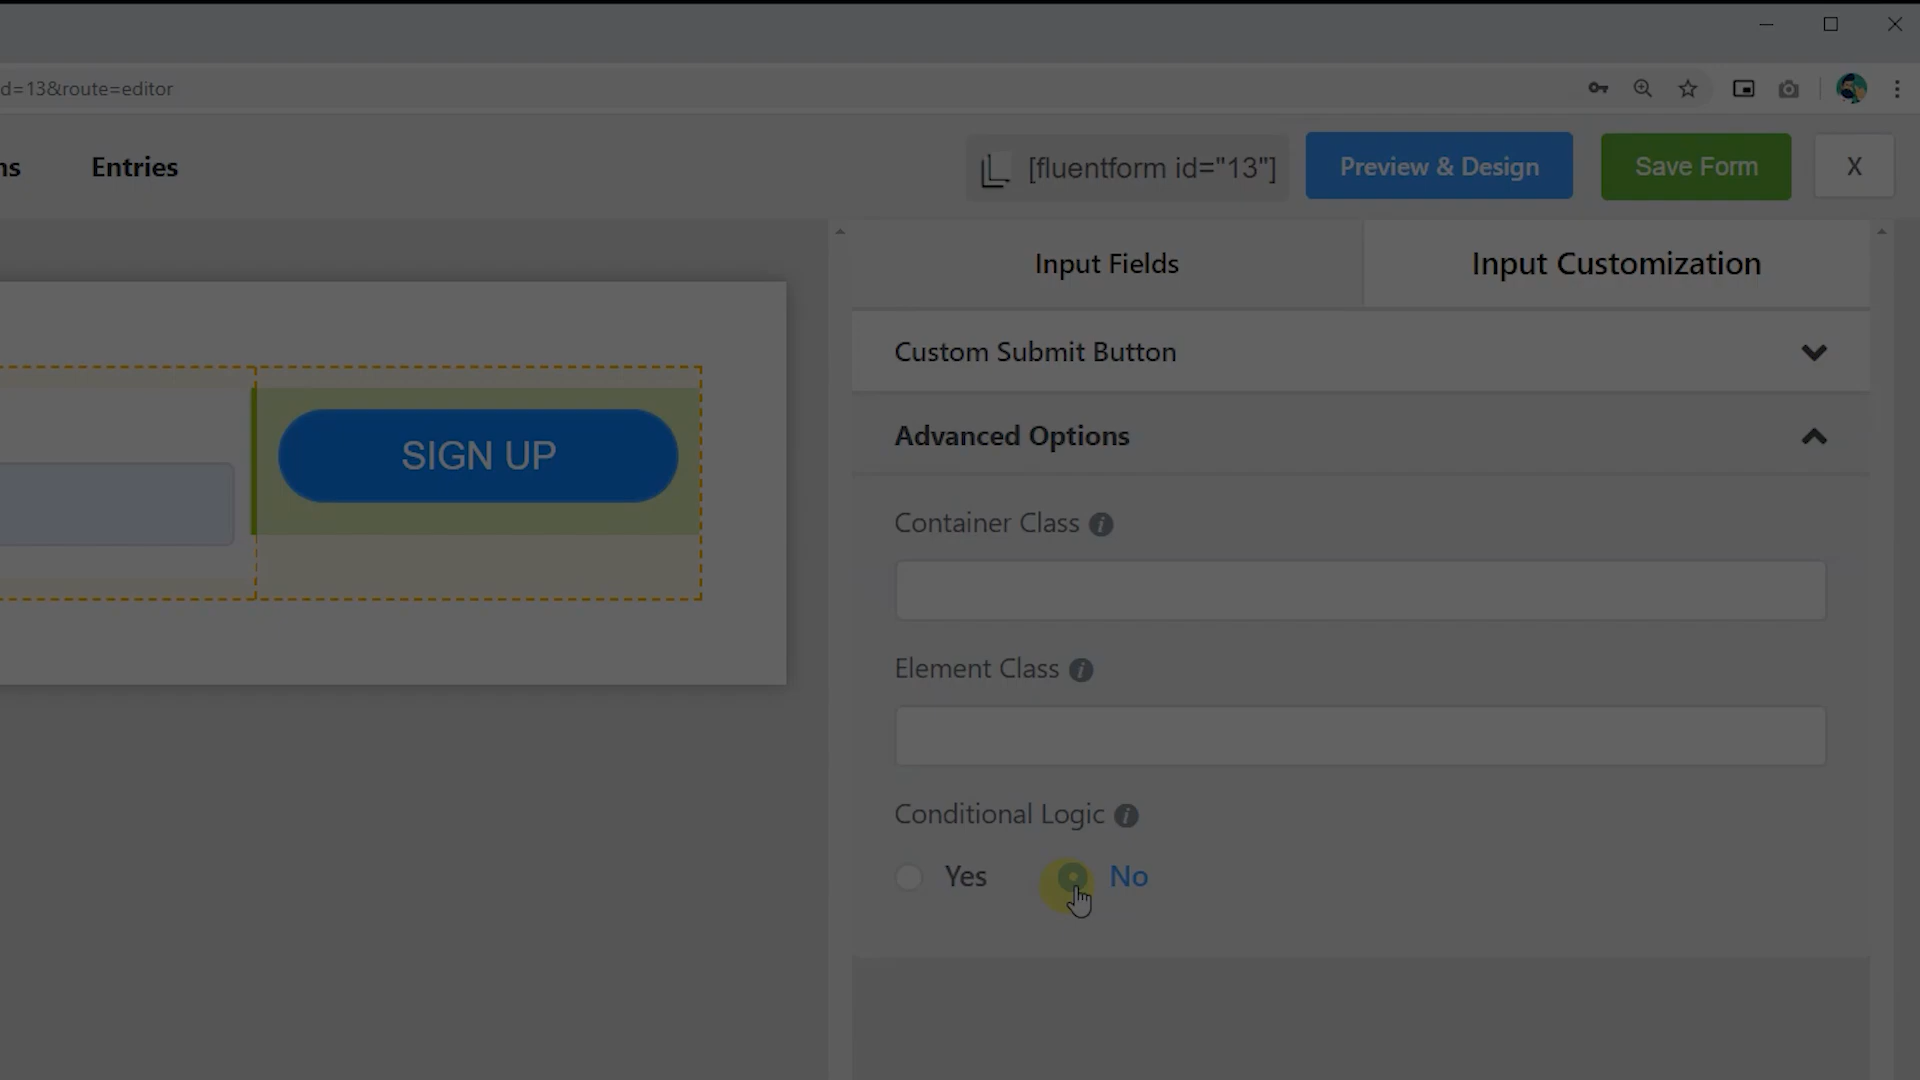 d=13&route=editor
ns
Entries
[fluentform id="13"]
Preview & Design
Save Form
X
Input Fields
Input Customization
Custom Submit Button
SIGN UP
Advanced Options
Container Class
Element Class
Conditional Logic
Yes
No